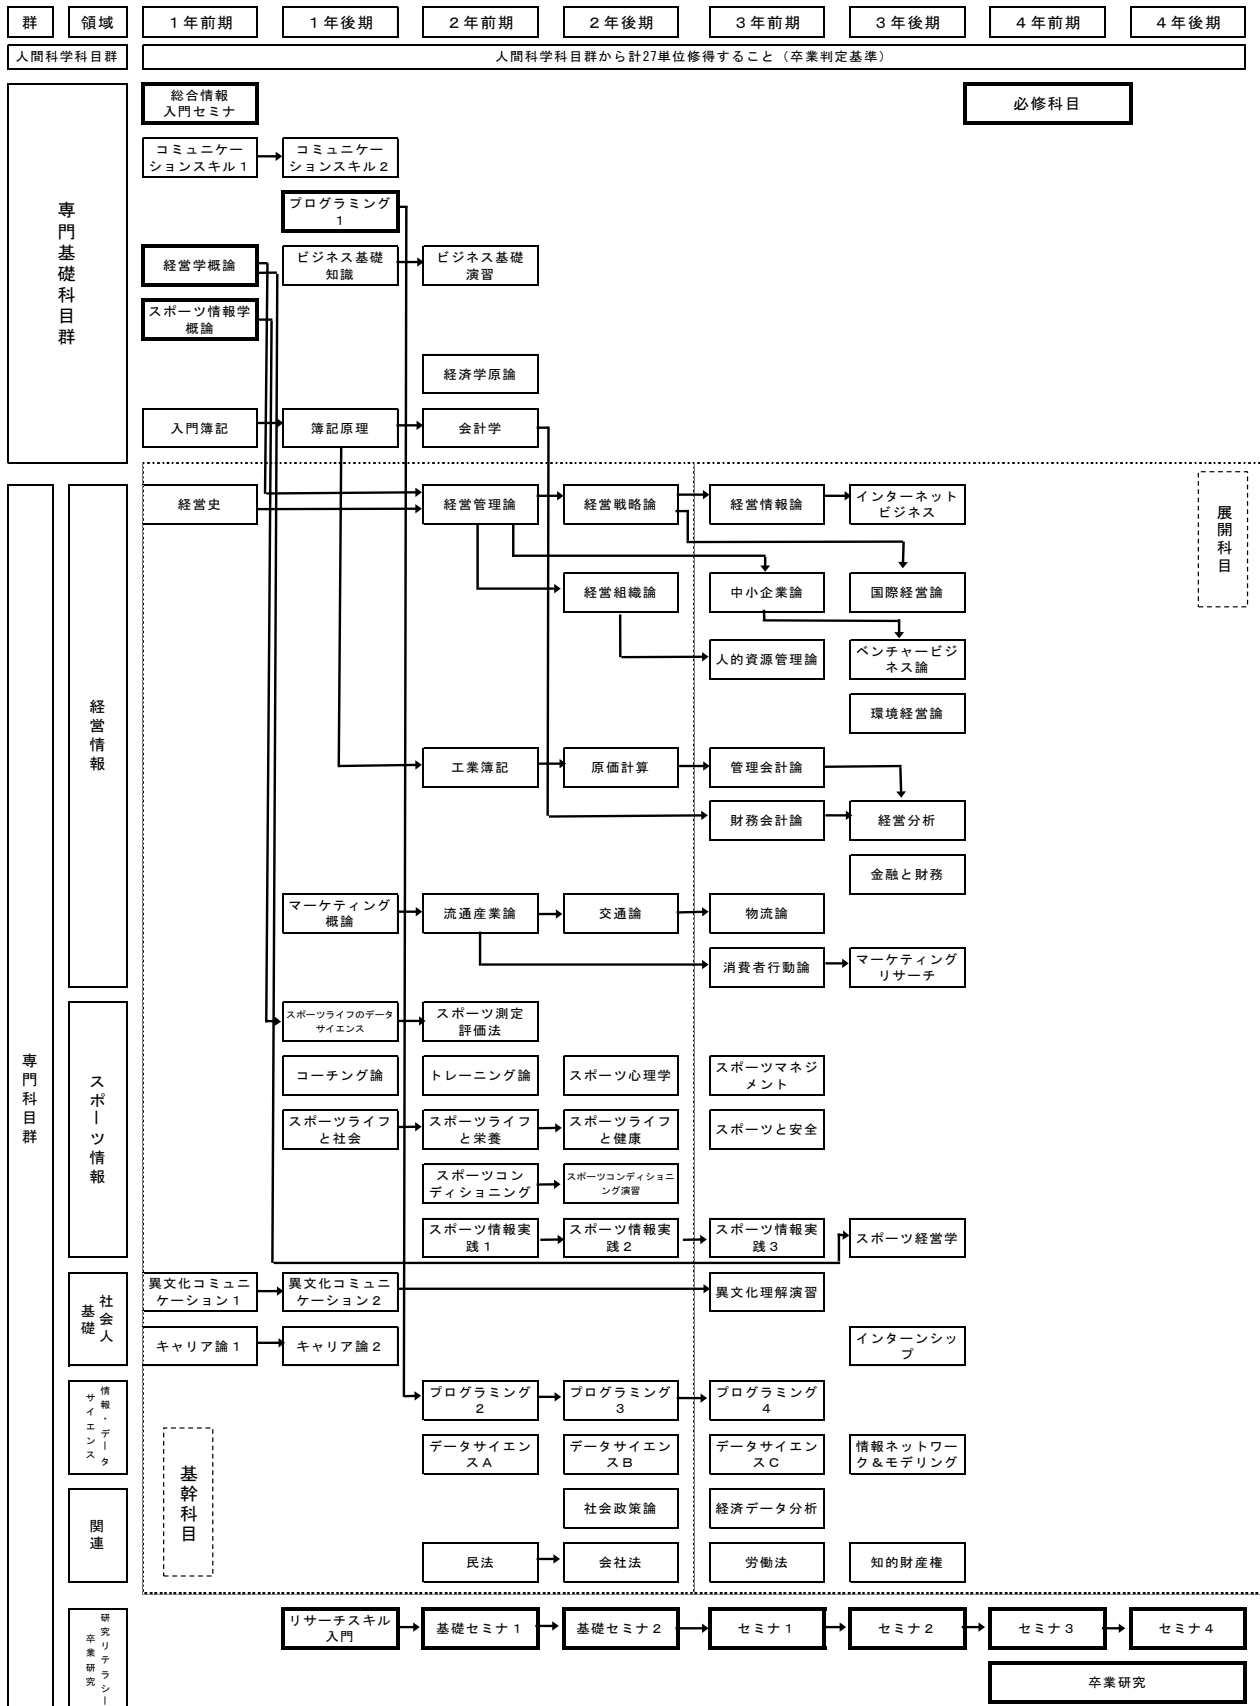 群
領域
１年前期
１年後期
２年前期
２年後期
３年前期
３年後期
４年前期
４年後期
人間科学科目群
人間科学科目群から計27単位修得すること（卒業判定基準）
専門基礎科目群
総合情報
入門セミナ
必修科目
コミュニケー
ションスキル１
コミュニケー
ションスキル２
プログラミング
１
経営学概論
ビジネス基礎
知識
ビジネス基礎
演習
スポーツ情報学
概論
経済学原論
入門簿記
簿記原理
会計学
専門科目群
経営情報
経営史
経営管理論
経営戦略論
経営情報論
インターネット
ビジネス
展開科目
経営組織論
中小企業論
国際経営論
人的資源管理論
ベンチャービジ
ネス論
環境経営論
工業簿記
原価計算
管理会計論
財務会計論
経営分析
金融と財務
マーケティング
概論
流通産業論
交通論
物流論
消費者行動論
マーケティング
リサーチ
スポーツ情報
スポーツライフのデータ
サイエンス
スポーツ測定
評価法
コーチング論
トレーニング論
スポーツ心理学
スポーツマネジ
メント
スポーツライフ
と社会
スポーツライフ
と栄養
スポーツライフ
と健康
スポーツと安全
スポーツコン
ディショニング
スポーツコンディショニ
ング演習
スポーツ情報実
践１
スポーツ情報実
践２
スポーツ情報実
践３
スポーツ経営学
社会人
基礎
異文化コミュニ
ケーション１
異文化コミュニ
ケーション２
異文化理解演習
キャリア論１
キャリア論２
インターンシッ
プ
情報・データ
サイエンス
プログラミング
２
プログラミング
３
プログラミング
４
基幹科目
データサイエン
スＡ
データサイエン
スＢ
データサイエン
スＣ
情報ネットワー
ク＆モデリング
関連
社会政策論
経済データ分析
民法
会社法
労働法
知的財産権
研究リテラシー
卒業研究
リサーチスキル
入門
基礎セミナ１
基礎セミナ２
セミナ１
セミナ２
セミナ３
セミナ４
卒業研究